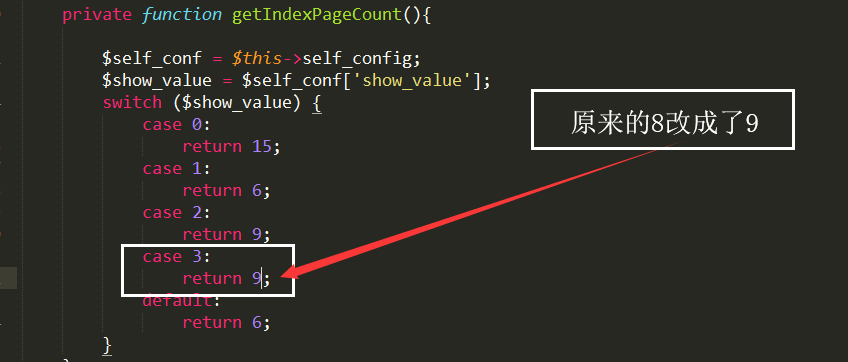 private function getIndexPageCount(){
$self_conf = $this->self_config;
$show_value = $self_conf['show_value'];
switch ($show_value) {
case 0:
return 15;
case 1:
return 6;
case 2:
return 9;
case 3:
return 9;
default:
return 6;
}
原来的8改成了9